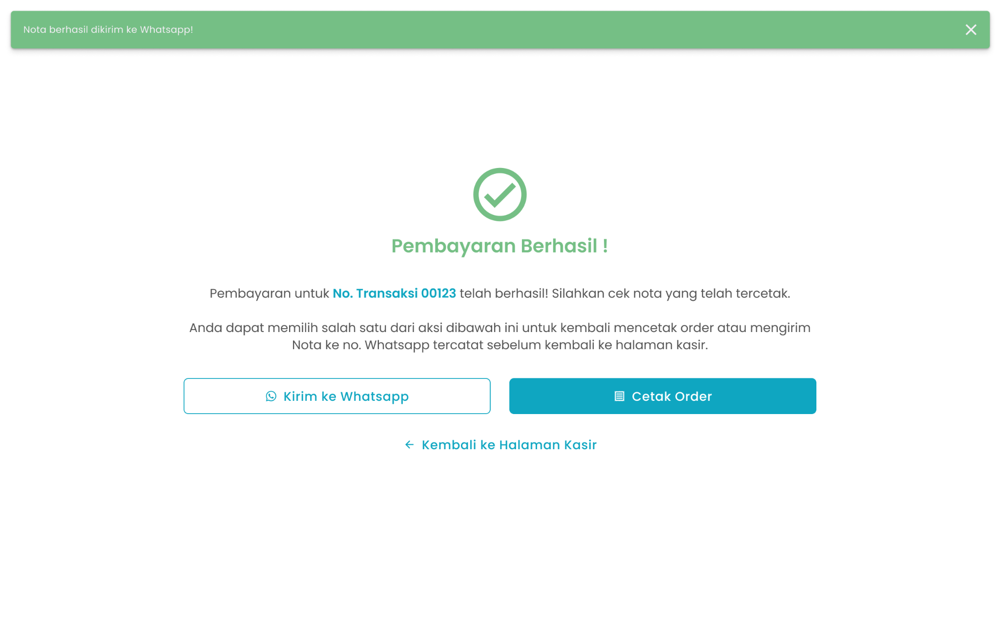 Nota berhasil dikirim ke Whatsapp!
Pembayaran Berhasil !
Pembayaran untuk No. Transaksi 00123 telah berhasil! Silahkan cek nota yang telah tercetak.
Anda dapat memilih salah satu dari aksi dibawah ini untuk kembali mencetak order atau mengirim
Nota ke no. Whatsapp tercatat sebelum kembali ke halaman kasir.
Kirim ke Whatsapp
Cetak Order
Kembali ke Halaman Kasir